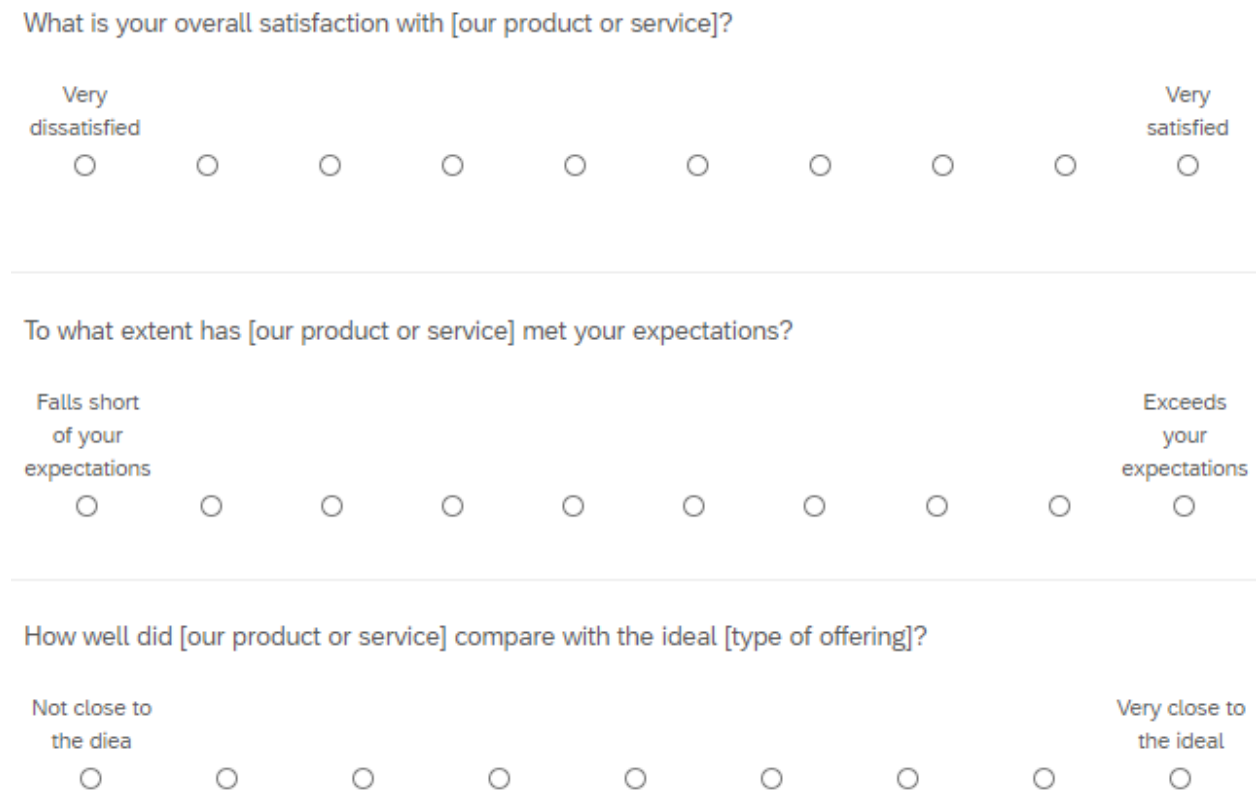 What is your overall satisfaction with [our product or service]?
Very Very
dissatisfied satisfied
To what extent has [our product or service] met your expectations?
Falls short Exceeds
of your your
expectations expectations
How well did [our product or service] compare with the ideal [type of offering]?
Not close to Very close to
the diea the ideal